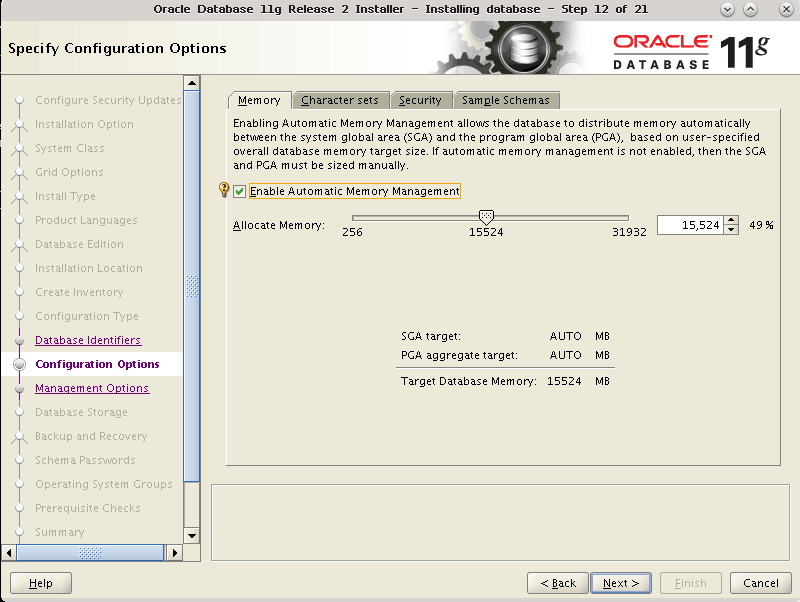 Oracle Database 11g Release 2 Installer - Installing database - Step 12 of 21
Specify Configuration Options
ORACLE
DATABASE
11g
Configure Security Updates
Installation Option
System Class
Grid Options
Install Type
Product Languages
Database Edition
Installation Location
Create Inventory
Configuration Type
Database Identifiers
Configuration Options
Management Options
Database Storage
Backup and Recovery
Schema Passwords
Operating System Groups
Prerequisite Checks
Summary
Memory Character sets Security Sample Schemas
Enabling Automatic Memory Management allows the database to distribute memory automatically
between the system global area (SGA) and the program global area (PGA), based on user-specified
overall database memory target size. If automatic memory management is not enabled, then the SGA
and PGA must be sized manually.
Enable Automatic Memory Management
Allocate Memory: 15,524 49 %
256 15524 31932
SGA target: AUTO MB
PGA aggregate target: AUTO MB
Target Database Memory: 15524 MB
Help < Back Next > Finish Cancel